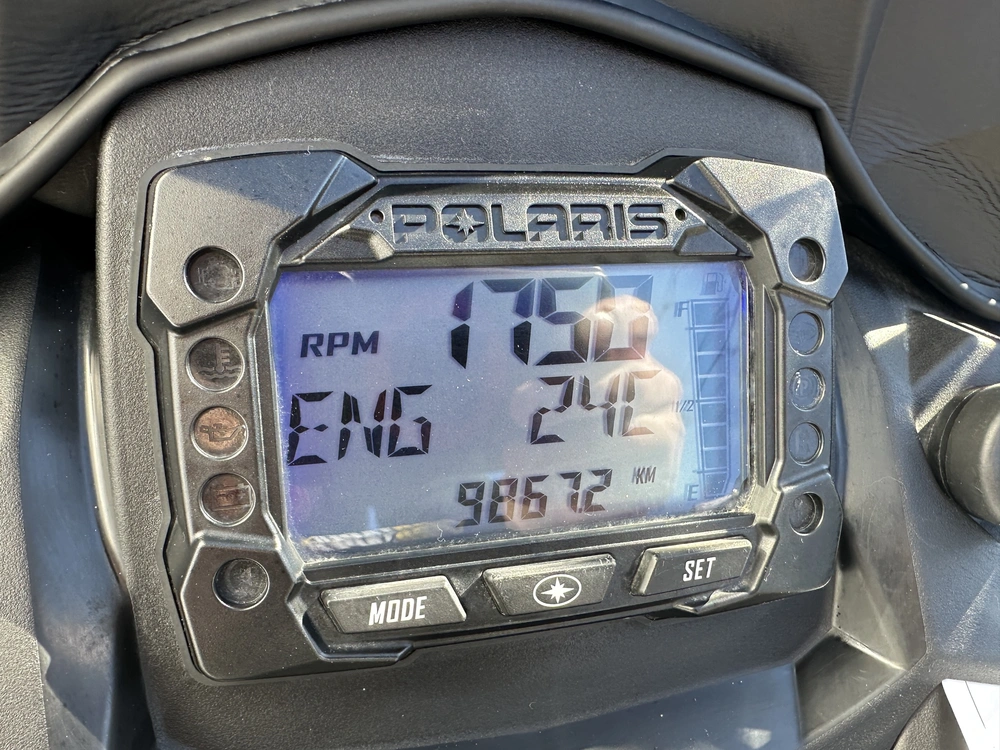 POLARIS
RPM 1750
F
ENG 24C
1/2
9867.2 KM
E
MODE SET